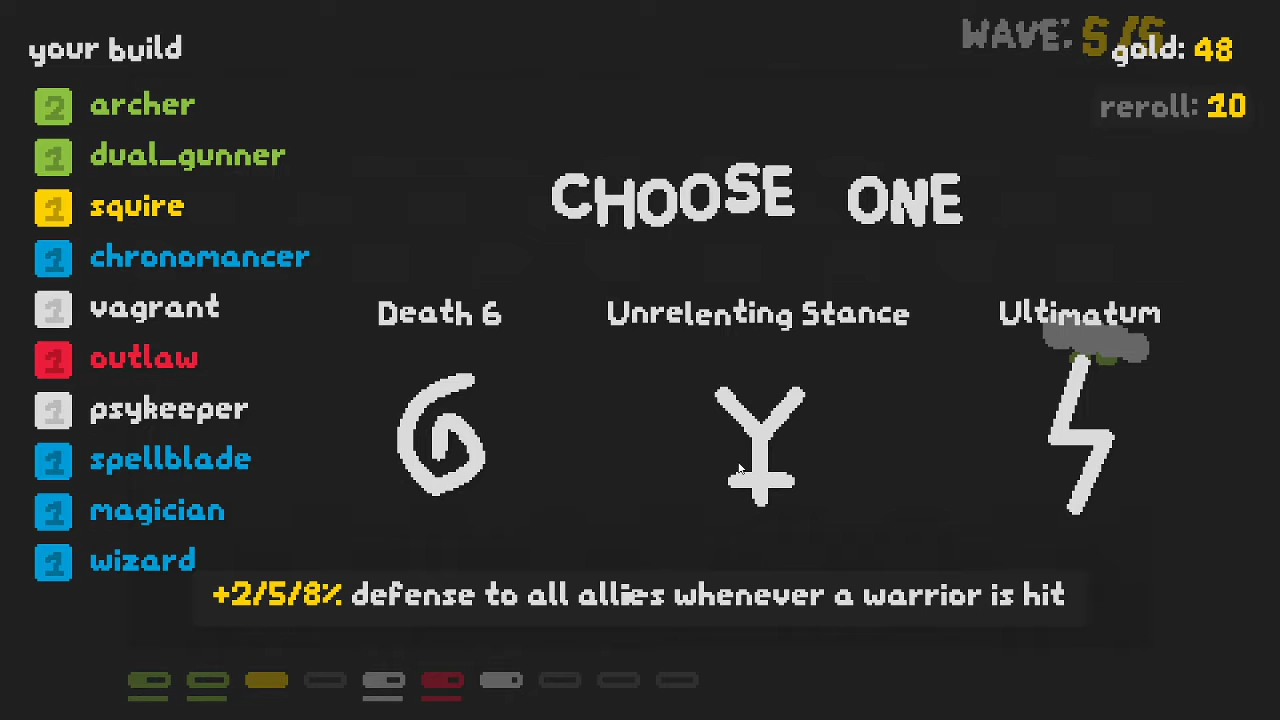 your build
WAVE: 5/5
gold: 48
reroll: 10
2 archer
1 dual_gunner
1 squire
1 chronomancer
1 vagrant
1 outlaw
1 psykeeper
1 spellblade
1 magician
1 wizard
CHOOSE ONE
Death 6
Unrelenting Stance
Ultimatum
+2/5/8% defense to all allies whenever a warrior is hit